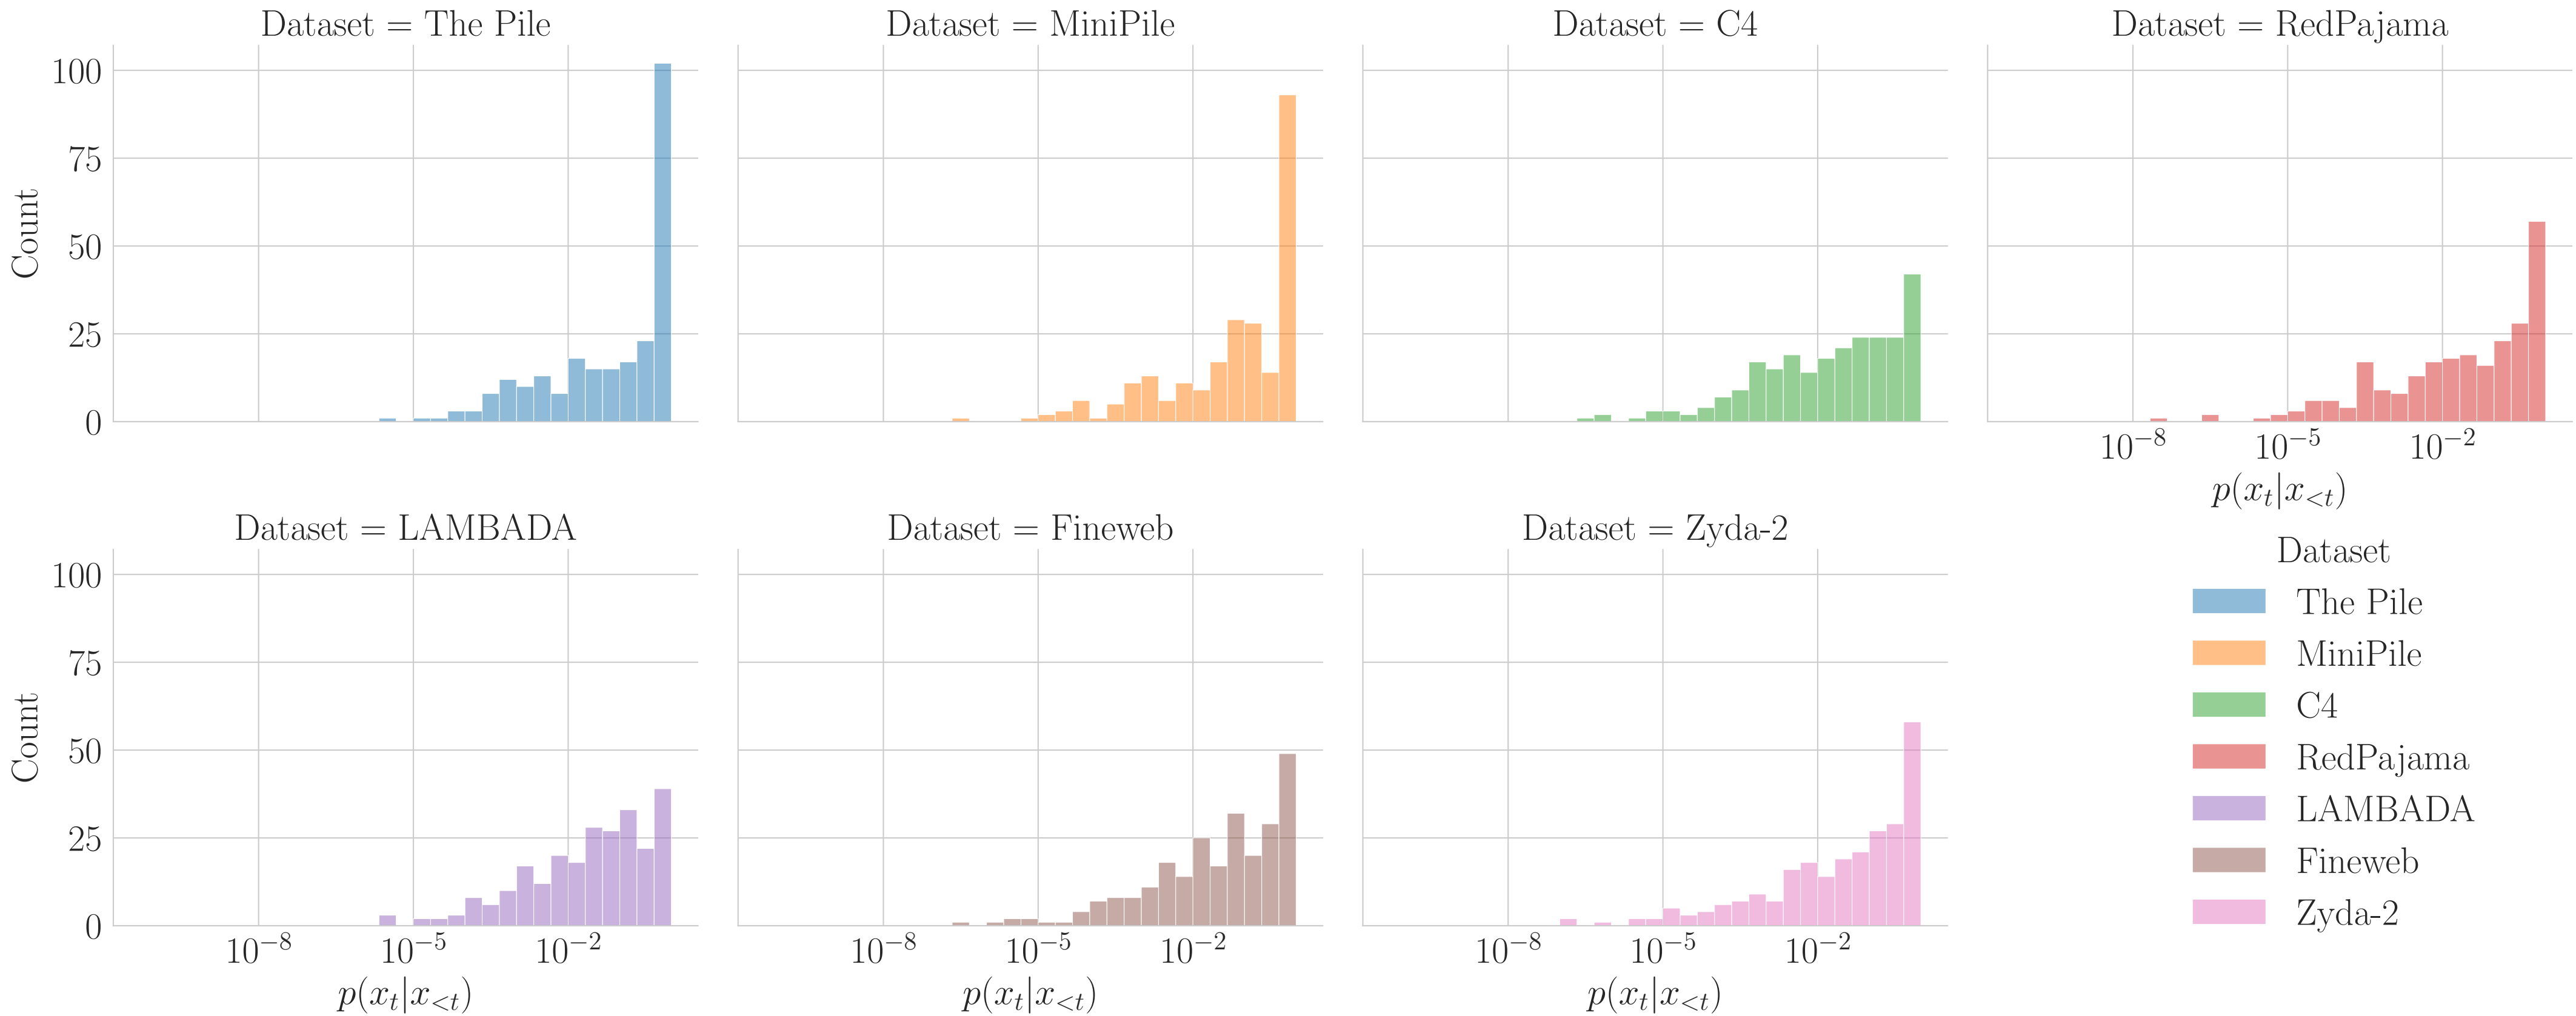 Dataset = The Pile
Dataset = MiniPile
Dataset = C4
Dataset = RedPajama
Count
100
75
50
25
0
10⁻⁸ 10⁻⁵ 10⁻²
p(xₜ|x<ₜ)
Dataset = LAMBADA
Dataset = Fineweb
Dataset = Zyda-2
Count
100
75
50
25
0
10⁻⁸ 10⁻⁵ 10⁻²
p(xₜ|x<ₜ)
10⁻⁸ 10⁻⁵ 10⁻²
p(xₜ|x<ₜ)
10⁻⁸ 10⁻⁵ 10⁻²
p(xₜ|x<ₜ)
Dataset
The Pile
MiniPile
C4
RedPajama
LAMBADA
Fineweb
Zyda-2